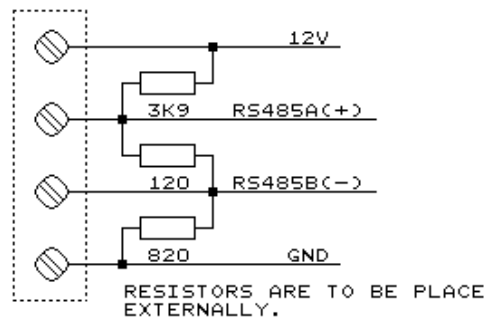 12V
3K9 RS485A(+)
120 RS485B(-)
820 GND
RESISTORS ARE TO BE PLACE
EXTERNALLY.